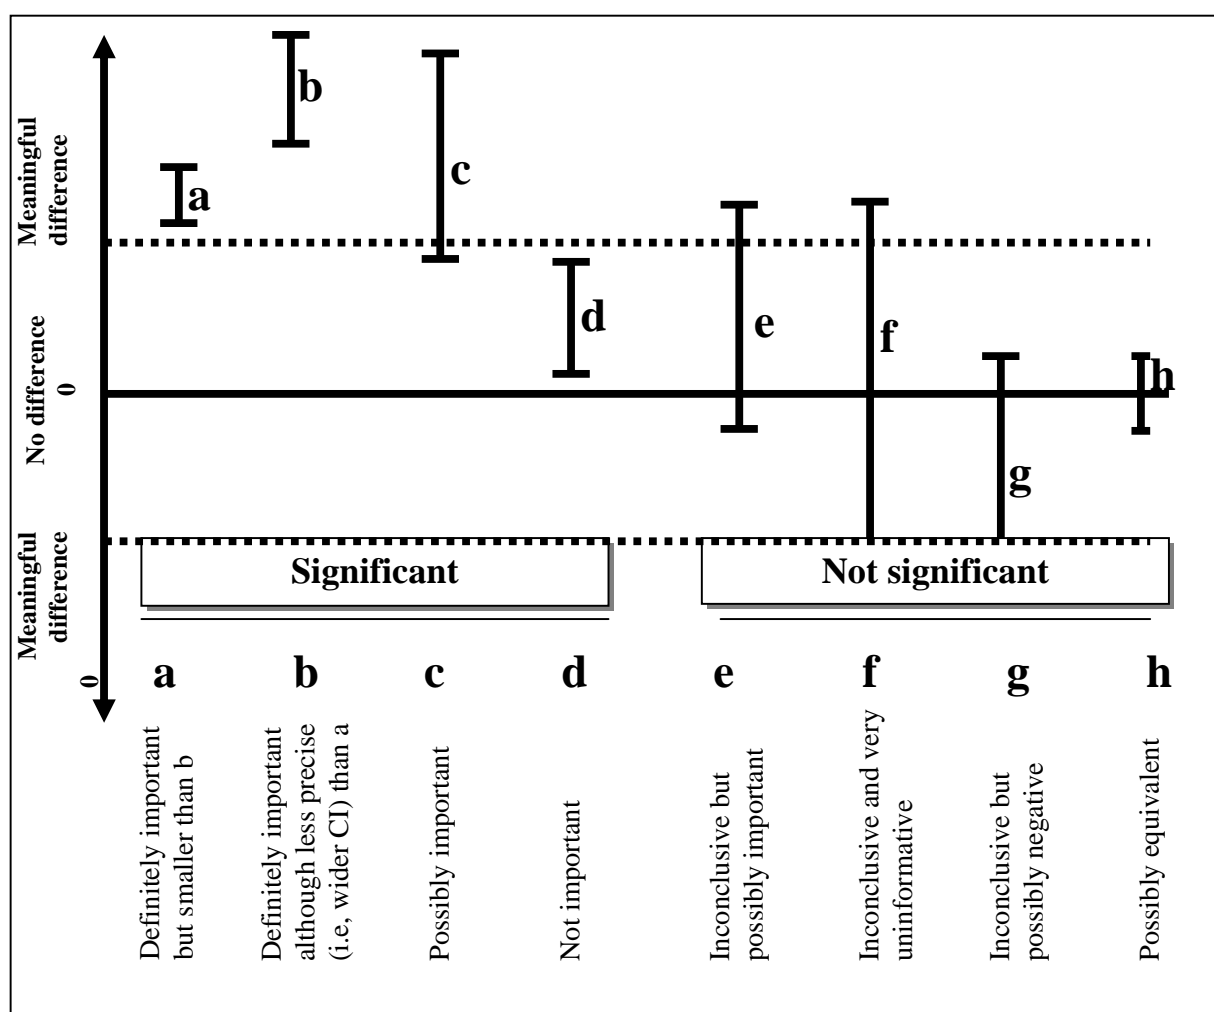 Meaningful
difference
No difference
0
Meaningful
difference
0
a
b
c
d
e
f
g
h
Significant
Not significant
a
b
c
d
e
f
g
h
Definitely important
but smaller than b
Definitely important
although less precise
(i.e, wider CI) than a
Possibly important
Not important
Inconclusive but
possibly important
Inconclusive and very
uninformative
Inconclusive but
possibly negative
Possibly equivalent